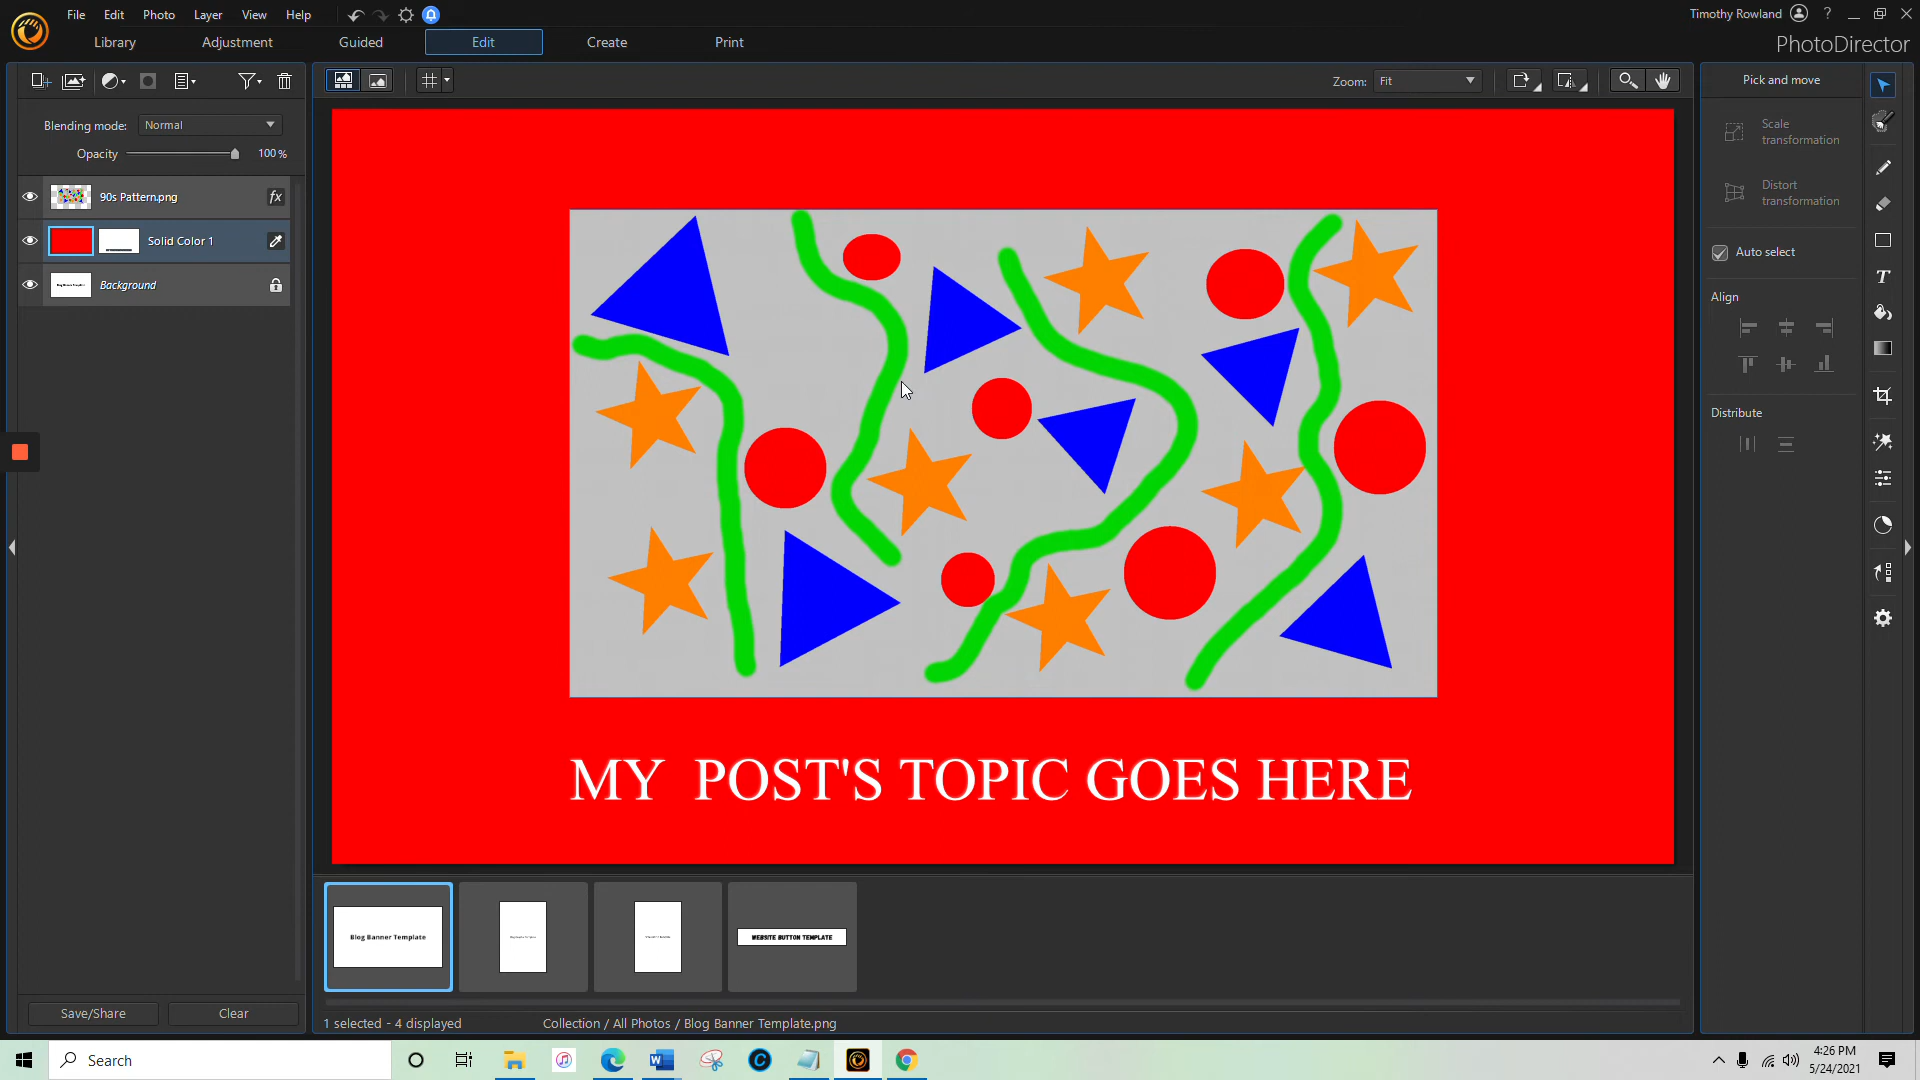 File Edit Photo Layer View Help
Timothy Rowland ?
Library Adjustment Guided Edit Create Print
PhotoDirector
Zoom: Fit
Pick and move
Blending mode: Normal
Opacity 100 %
Scale transformation
Distort transformation
90s Pattern.png fx
Solid Color 1
Background
Auto select
Align
Distribute
T
MY POST'S TOPIC GOES HERE
Blog Banner Template
WEBSITE BUTTON TEMPLATE
Save/Share Clear
1 selected - 4 displayed
Collection / All Photos / Blog Banner Template.png
Search
4:26 PM
5/24/2021